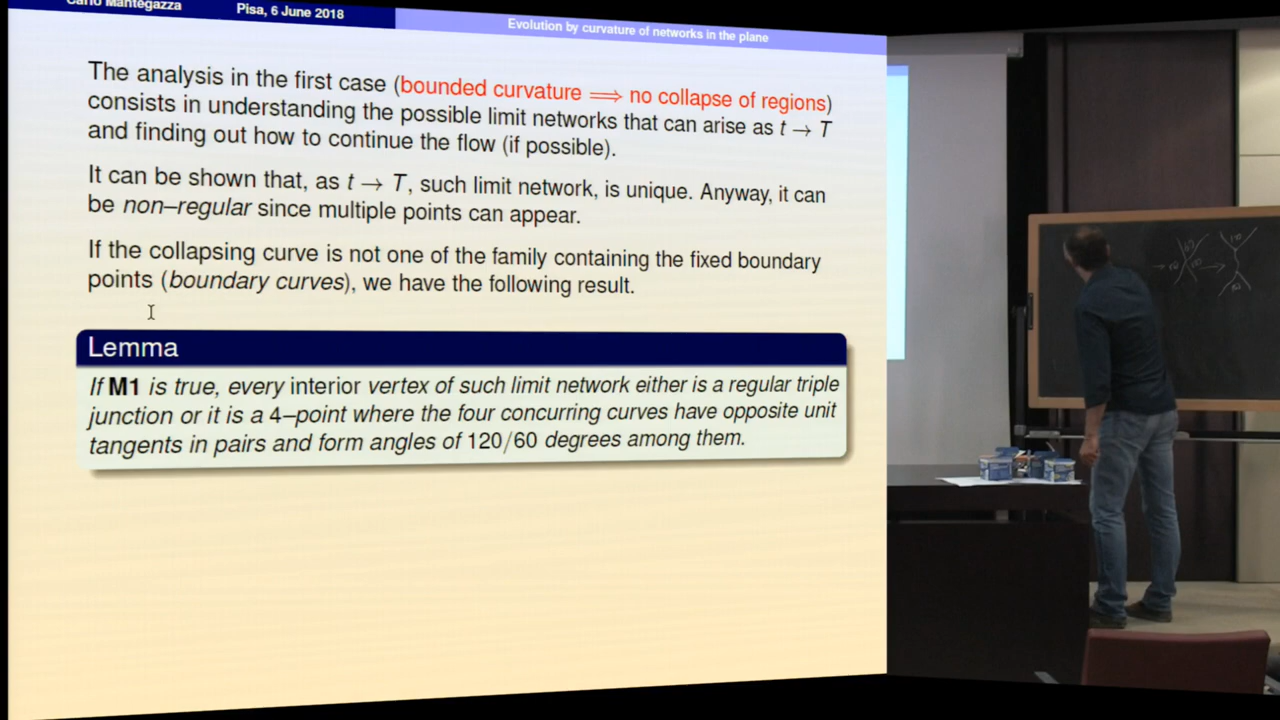 Carlo Mantegazza
Pisa, 6 June 2018
Evolution by curvature of networks in the plane
The analysis in the first case (bounded curvature ⟹ no collapse of regions)
consists in understanding the possible limit networks that can arise as t → T
and finding out how to continue the flow (if possible).
It can be shown that, as t → T, such limit network, is unique. Anyway, it can
be non–regular since multiple points can appear.
If the collapsing curve is not one of the family containing the fixed boundary
points (boundary curves), we have the following result.
Lemma
If M1 is true, every interior vertex of such limit network either is a regular triple
junction or it is a 4–point where the four concurring curves have opposite unit
tangents in pairs and form angles of 120/60 degrees among them.